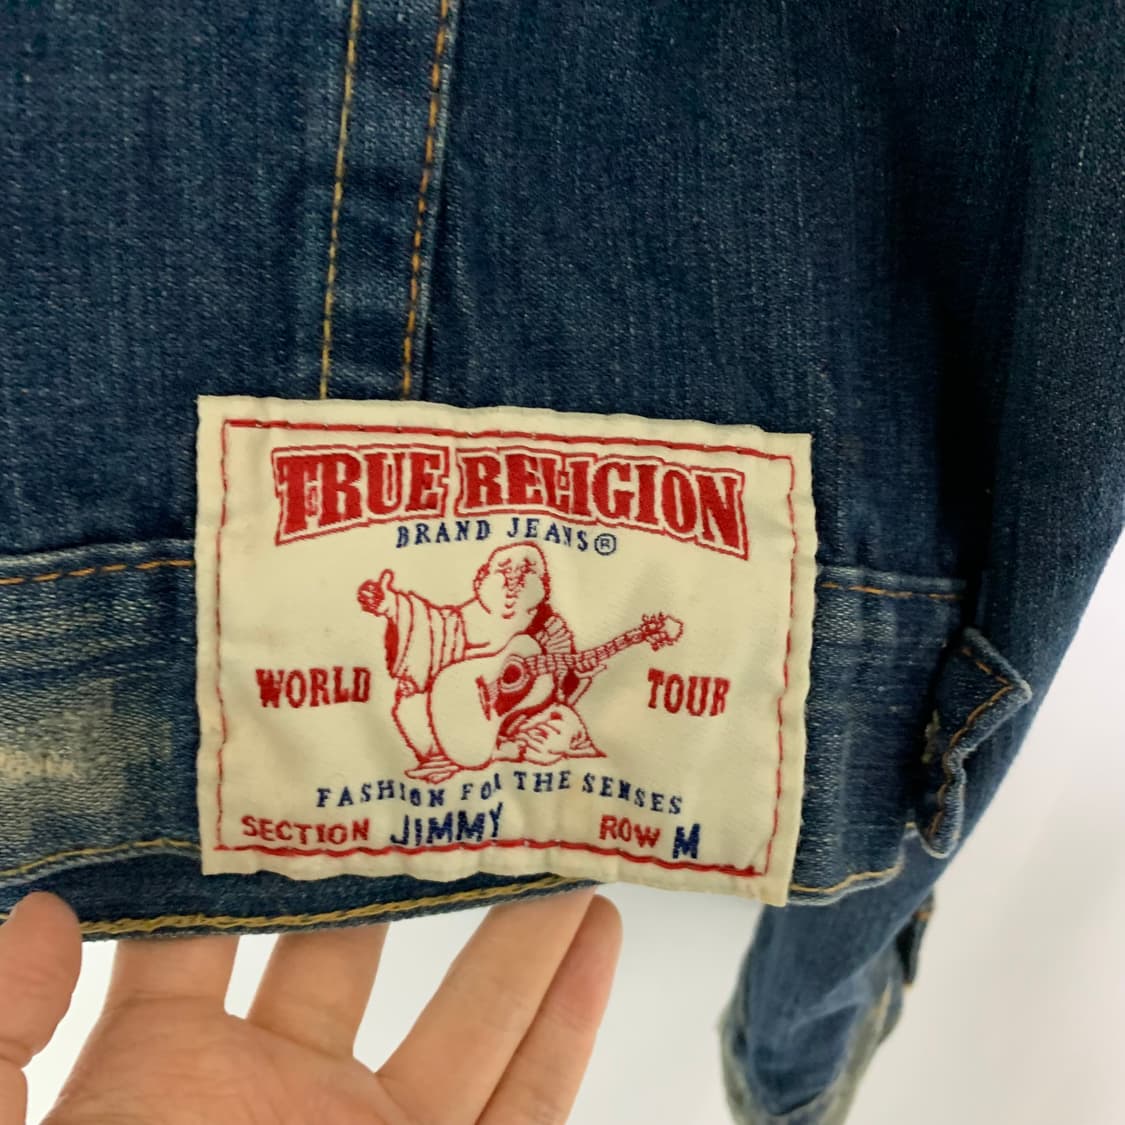 TRUE RELIGION
BRAND JEANS®
WORLD TOUR
FASHION FOR THE SENSES
SECTION JIMMY ROW M